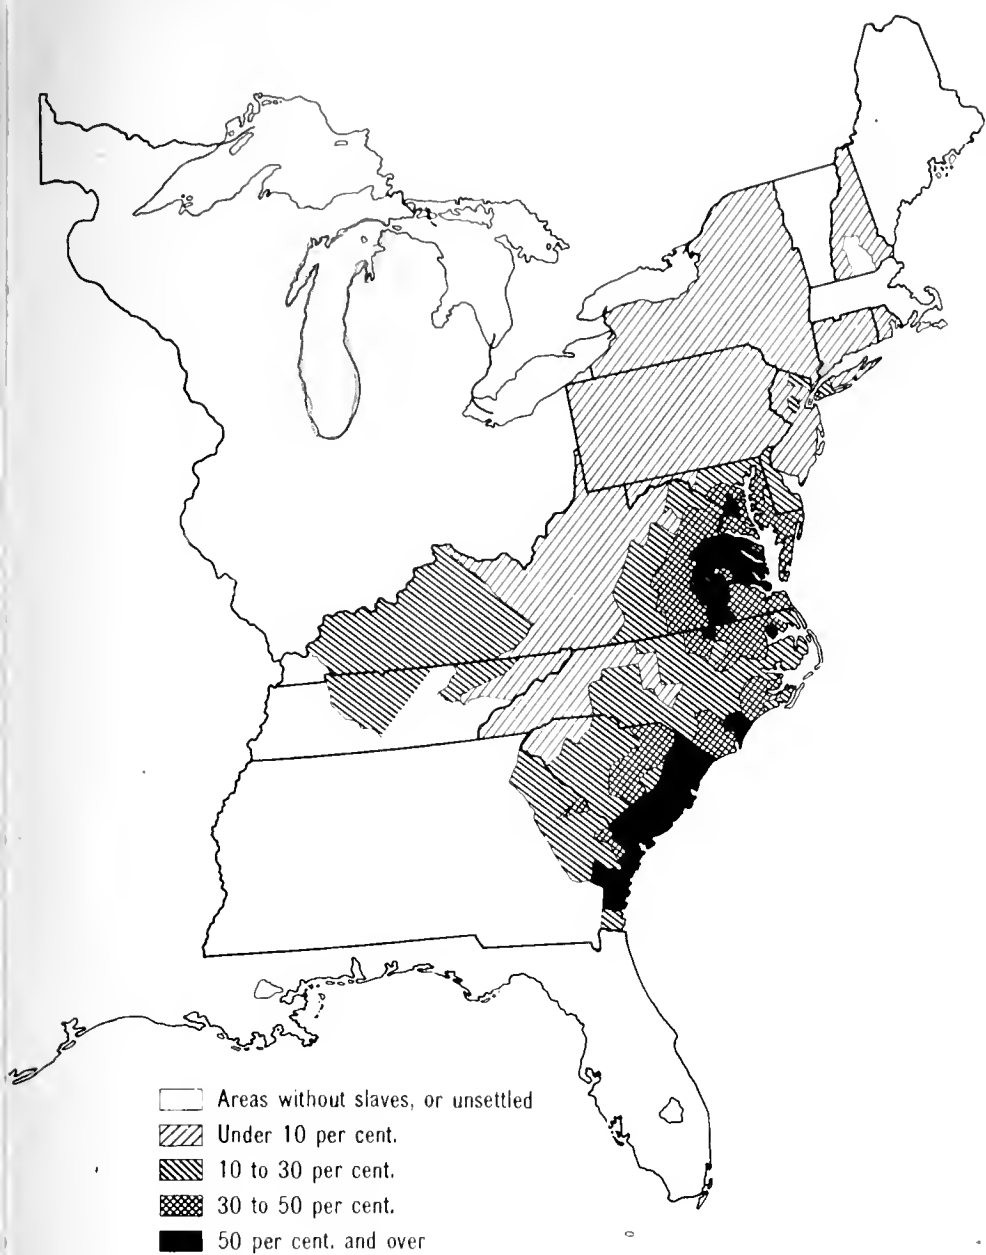 Areas without slaves, or unsettled
Under 10 per cent.
10 to 30 per cent.
30 to 50 per cent.
50 per cent. and over